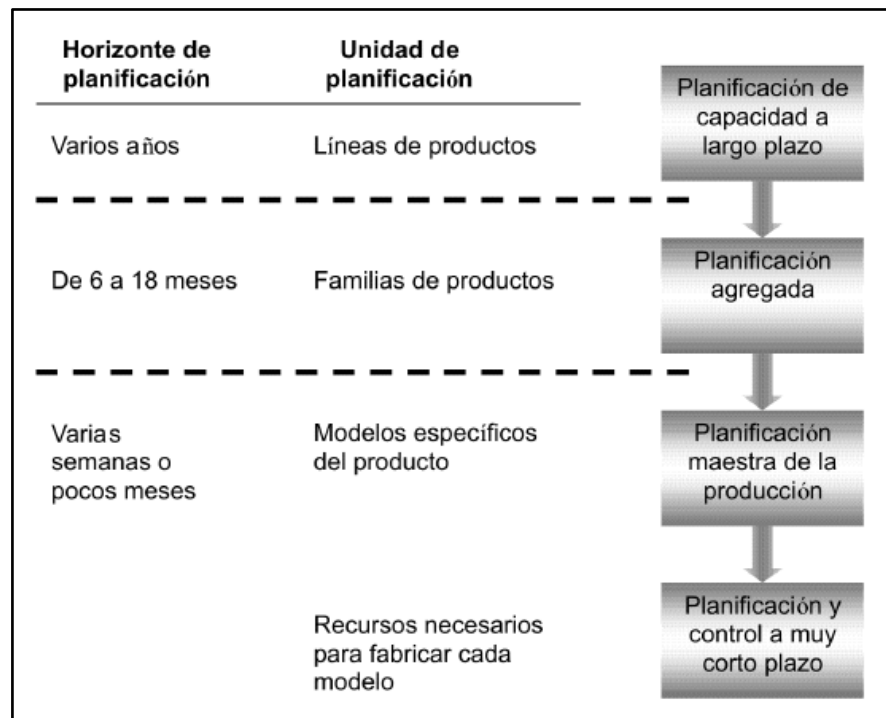 Horizonte de
planificación
Unidad de
planificación
Planificación de
capacidad a
largo plazo
Varios años
Líneas de productos
De 6 a 18 meses
Familias de productos
Planificación
agregada
Varias
semanas o
pocos meses
Modelos específicos
del producto
Planificación
maestra de la
producción
Recursos necesarios
para fabricar cada
modelo
Planificación y
control a muy
corto plazo